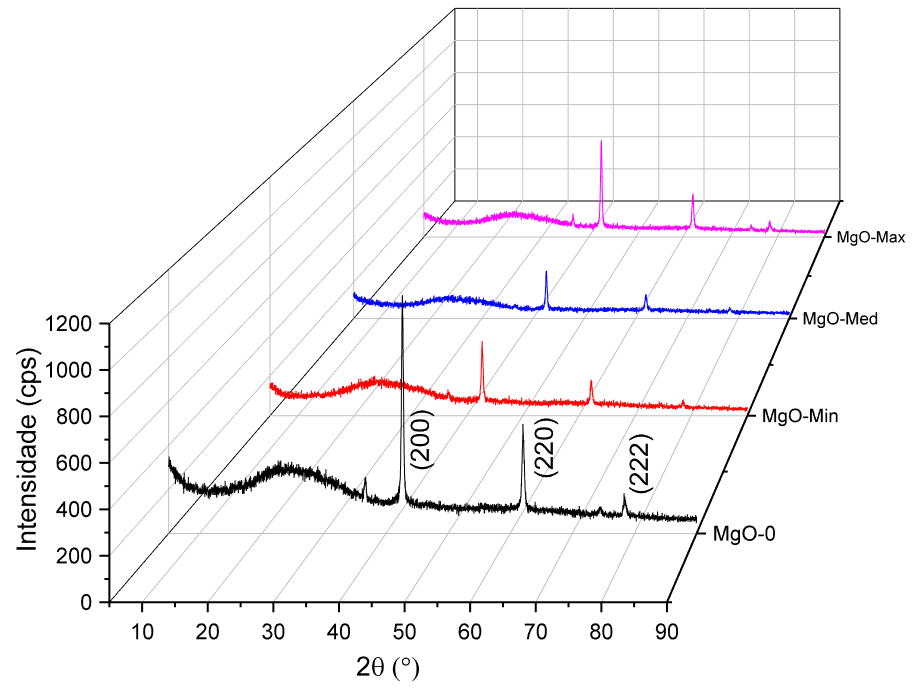 MgO-Max
MgO-Med
1200
1000
800
600
400
200
0
Intensidade (cps)
MgO-Min
(200)
(220)
(222)
MgO-0
10 20 30 40 50 60 70 80 90
2θ (°)